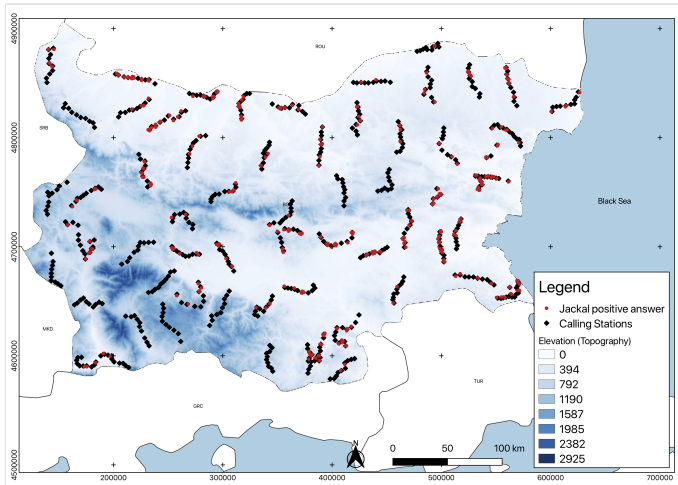 4900000
ROU
SRB
4800000
BG
Black Sea
4700000
Legend
Jackal positive answer
Calling Stations
Elevation (Topography)
0
394
792
1190
1587
1985
2382
2925
MKD
4600000
TUR
GRC
N
0 50 100 km
4500000
200000 300000 400000 500000 600000 700000